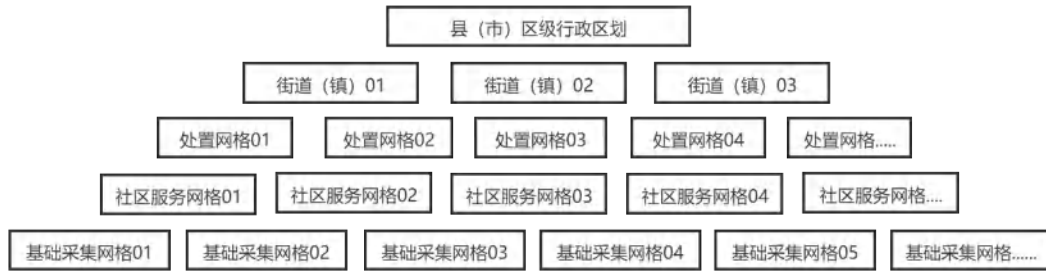 县（市）区级行政区划
街道（镇）01 街道（镇）02 街道（镇）03
处置网格01 处置网格02 处置网格03 处置网格04 处置网格.....
社区服务网格01 社区服务网格02 社区服务网格03 社区服务网格04 社区服务网格....
基础采集网格01 基础采集网格02 基础采集网格03 基础采集网格04 基础采集网格05 基础采集网格......